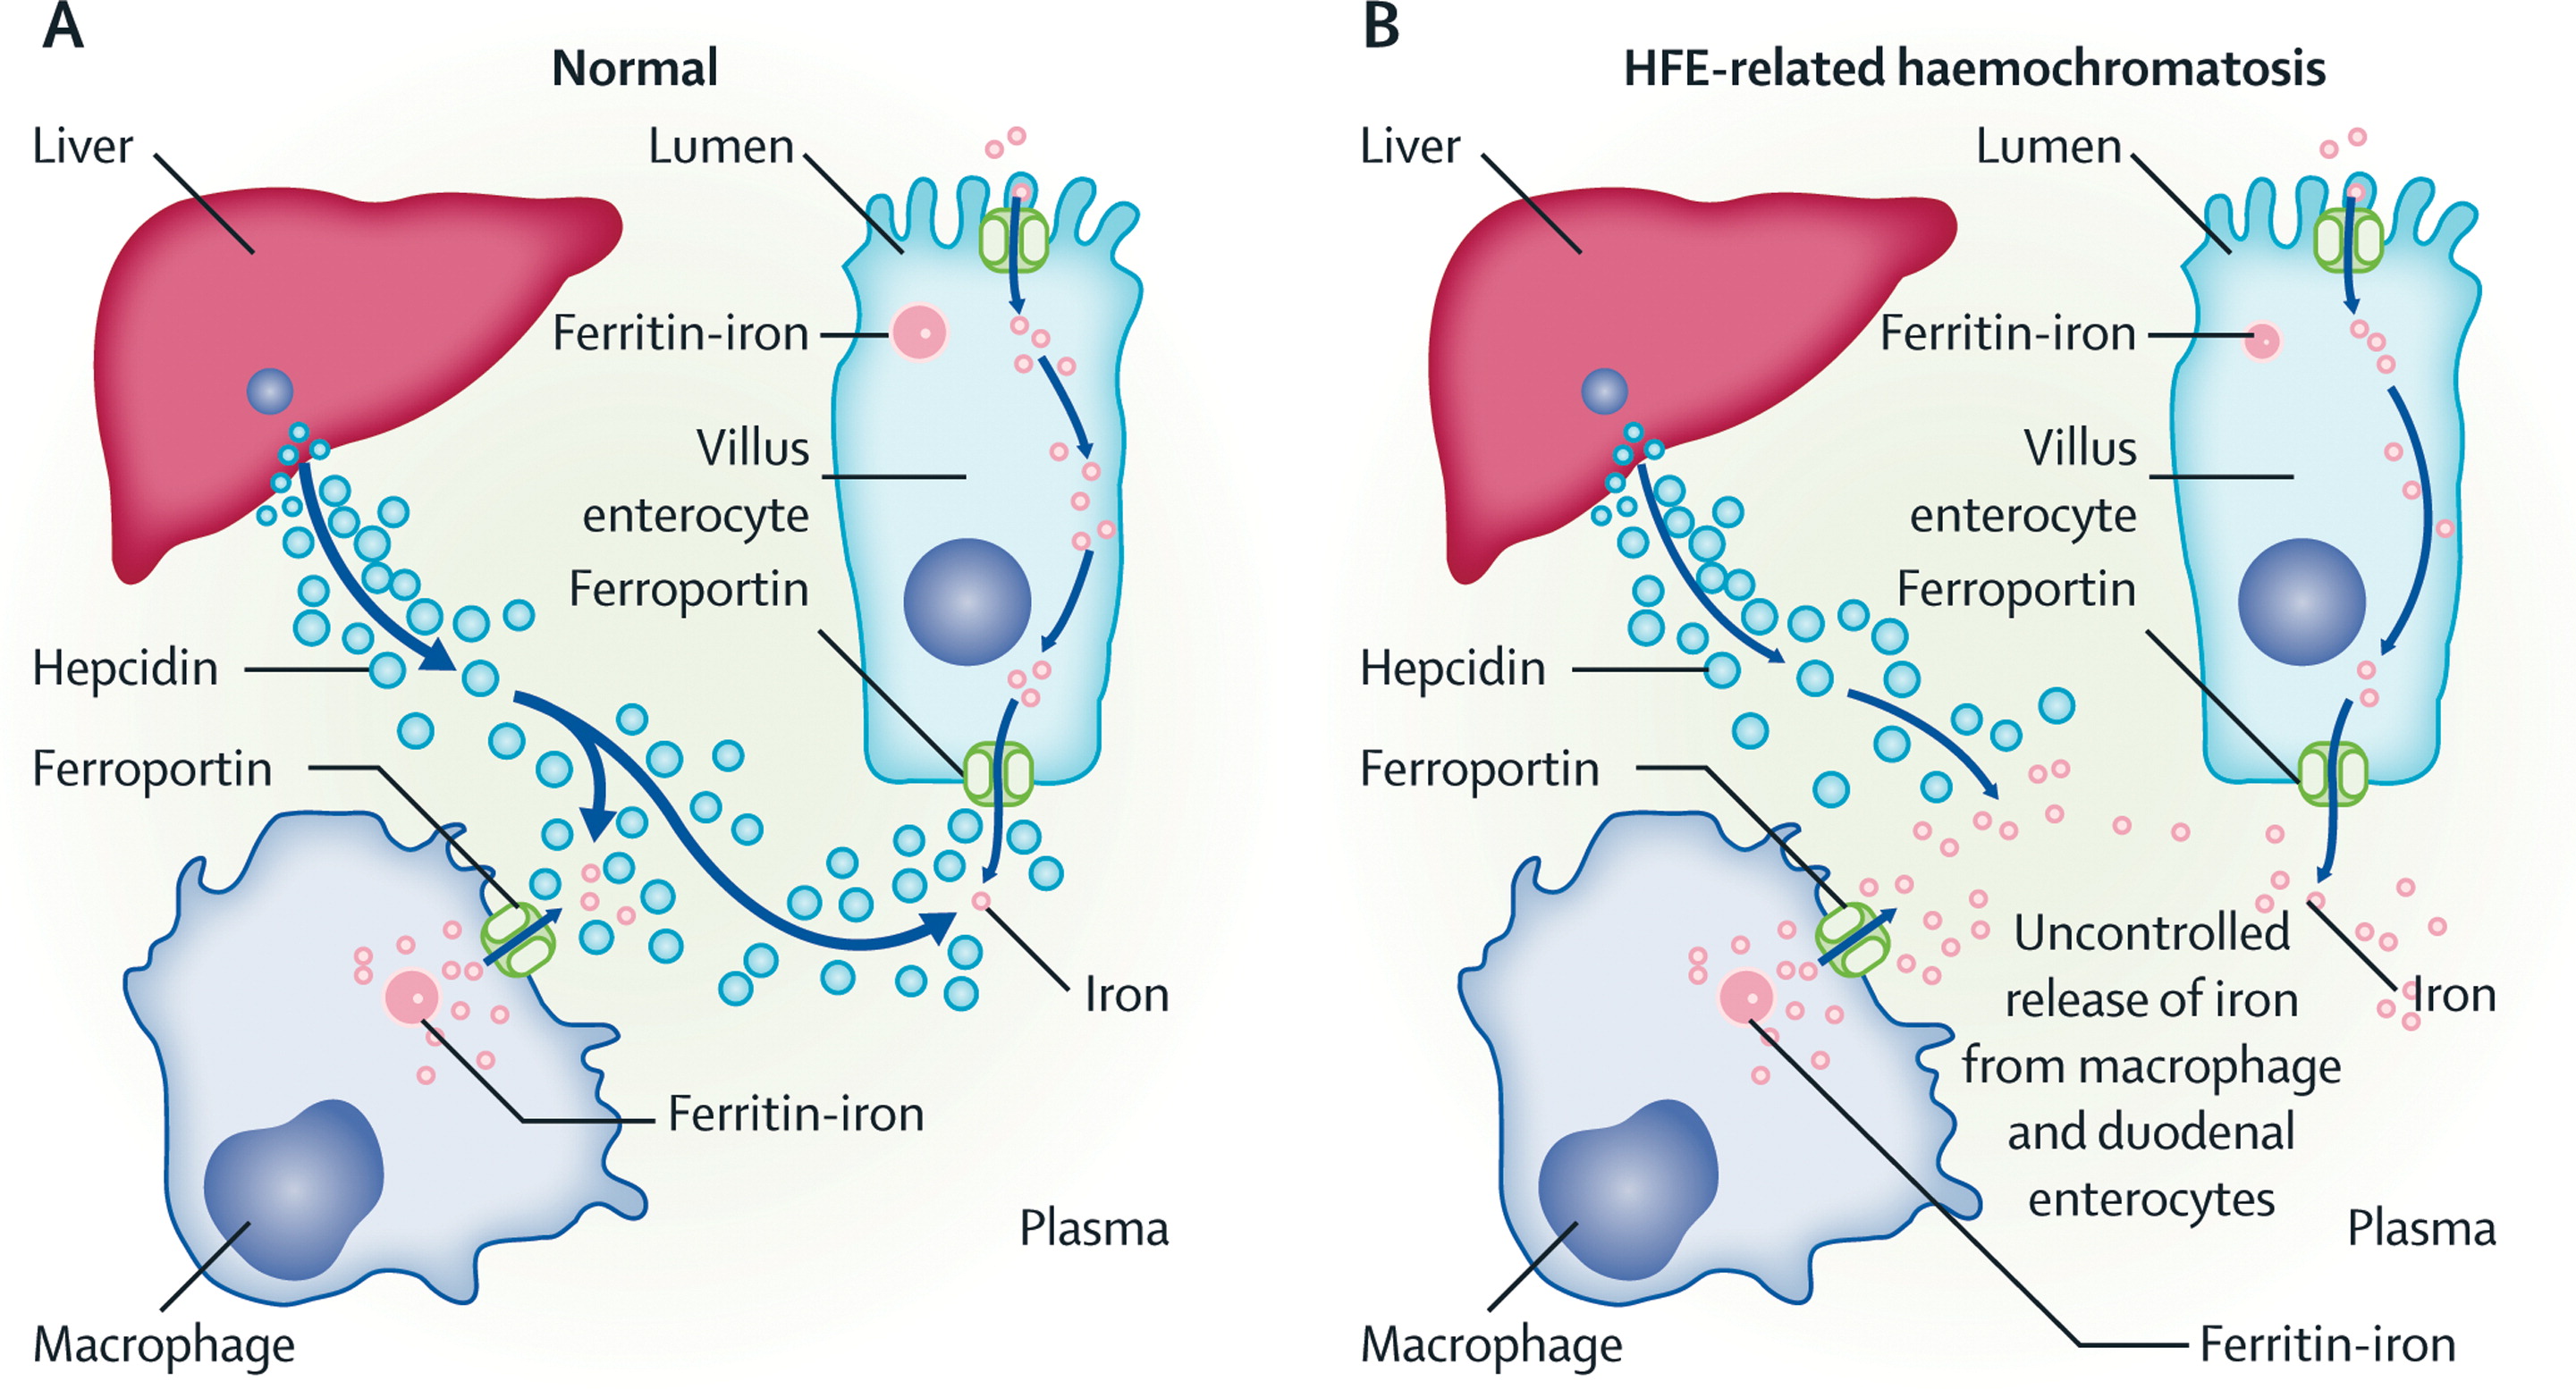 A
Normal
Liver
Lumen
Ferritin-iron
Villus
enterocyte
Ferroportin
Hepcidin
Ferroportin
Iron
Ferritin-iron
Plasma
Macrophage
B
HFE-related haemochromatosis
Liver
Lumen
Ferritin-iron
Villus
enterocyte
Ferroportin
Hepcidin
Ferroportin
Uncontrolled
release of iron
from macrophage
and duodenal
enterocytes
Iron
Plasma
Macrophage
Ferritin-iron